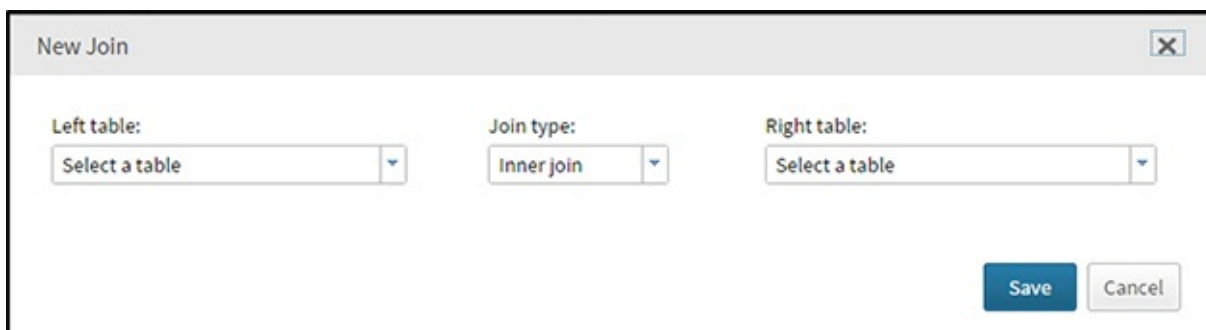 New Join
Left table: Join type: Right table:
Select a table Inner join Select a table
Save Cancel